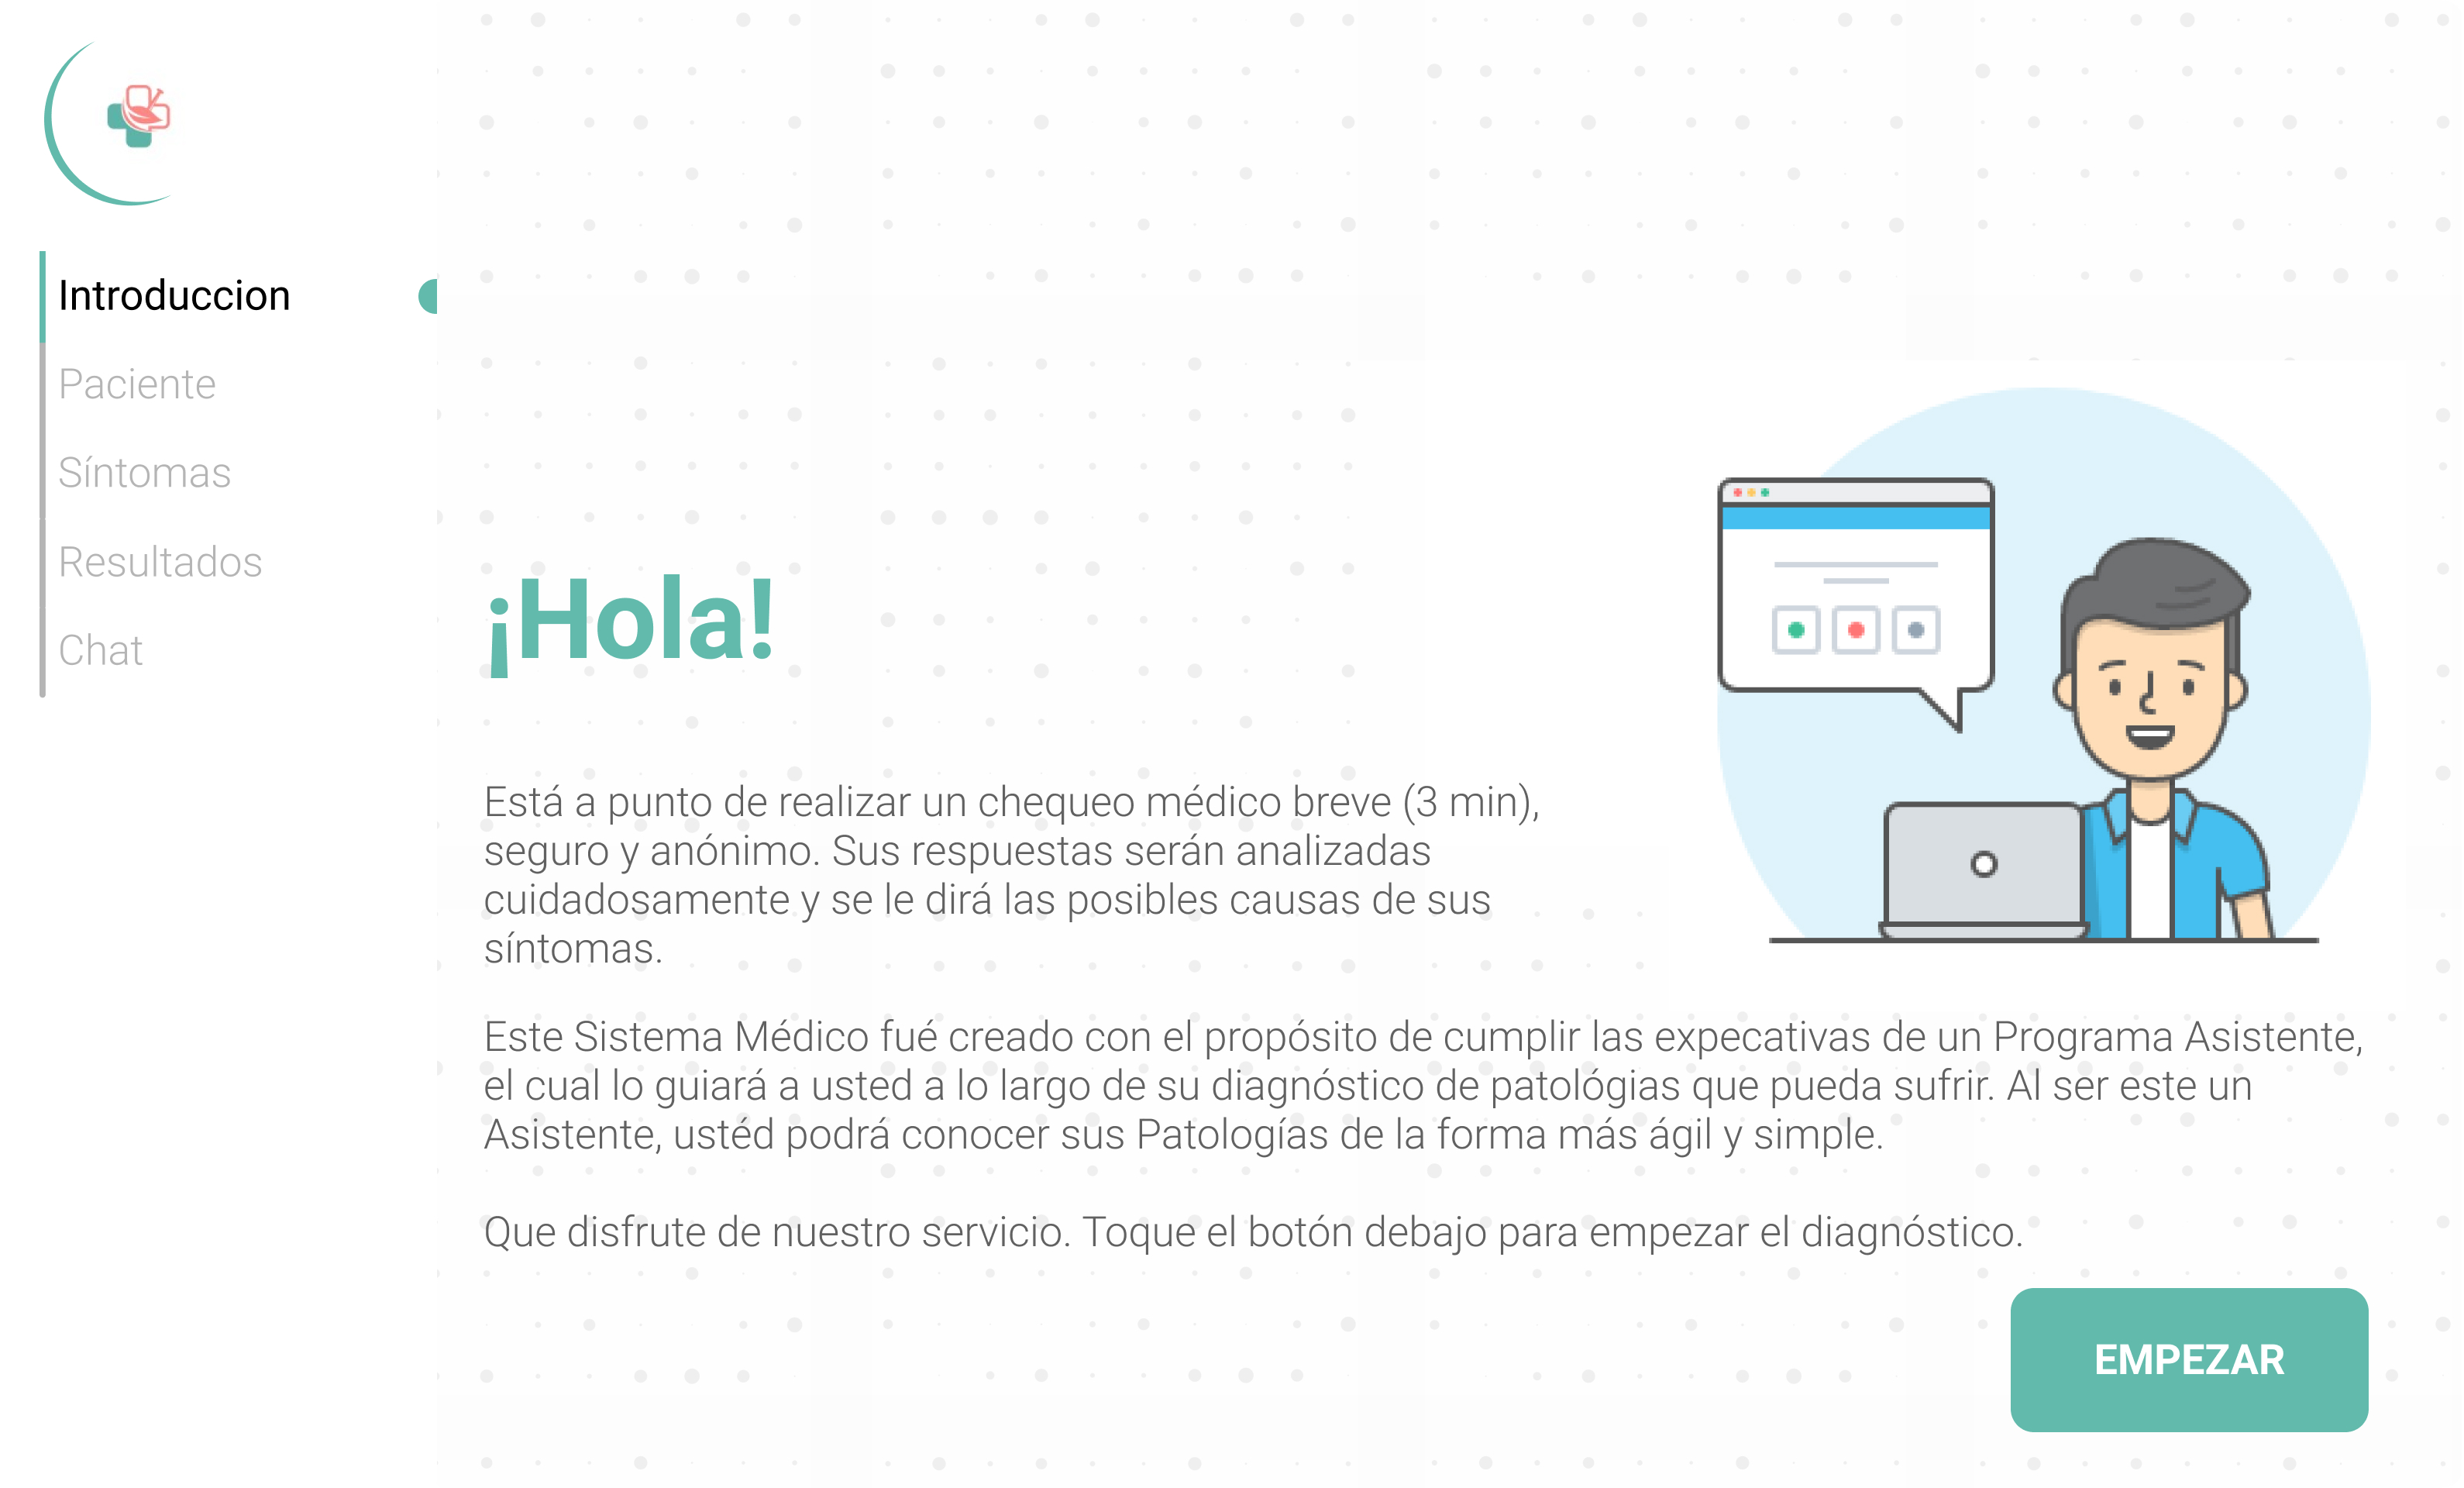 Introduccion
Paciente
Síntomas
Resultados
Chat
¡Hola!
Está a punto de realizar un chequeo médico breve (3 min),
seguro y anónimo. Sus respuestas serán analizadas
cuidadosamente y se le dirá las posibles causas de sus
síntomas.
Este Sistema Médico fué creado con el propósito de cumplir las expecativas de un Programa Asistente,
el cual lo guiará a usted a lo largo de su diagnóstico de patológias que pueda sufrir. Al ser este un
Asistente, ustéd podrá conocer sus Patologías de la forma más ágil y simple.
Que disfrute de nuestro servicio. Toque el botón debajo para empezar el diagnóstico.
EMPEZAR